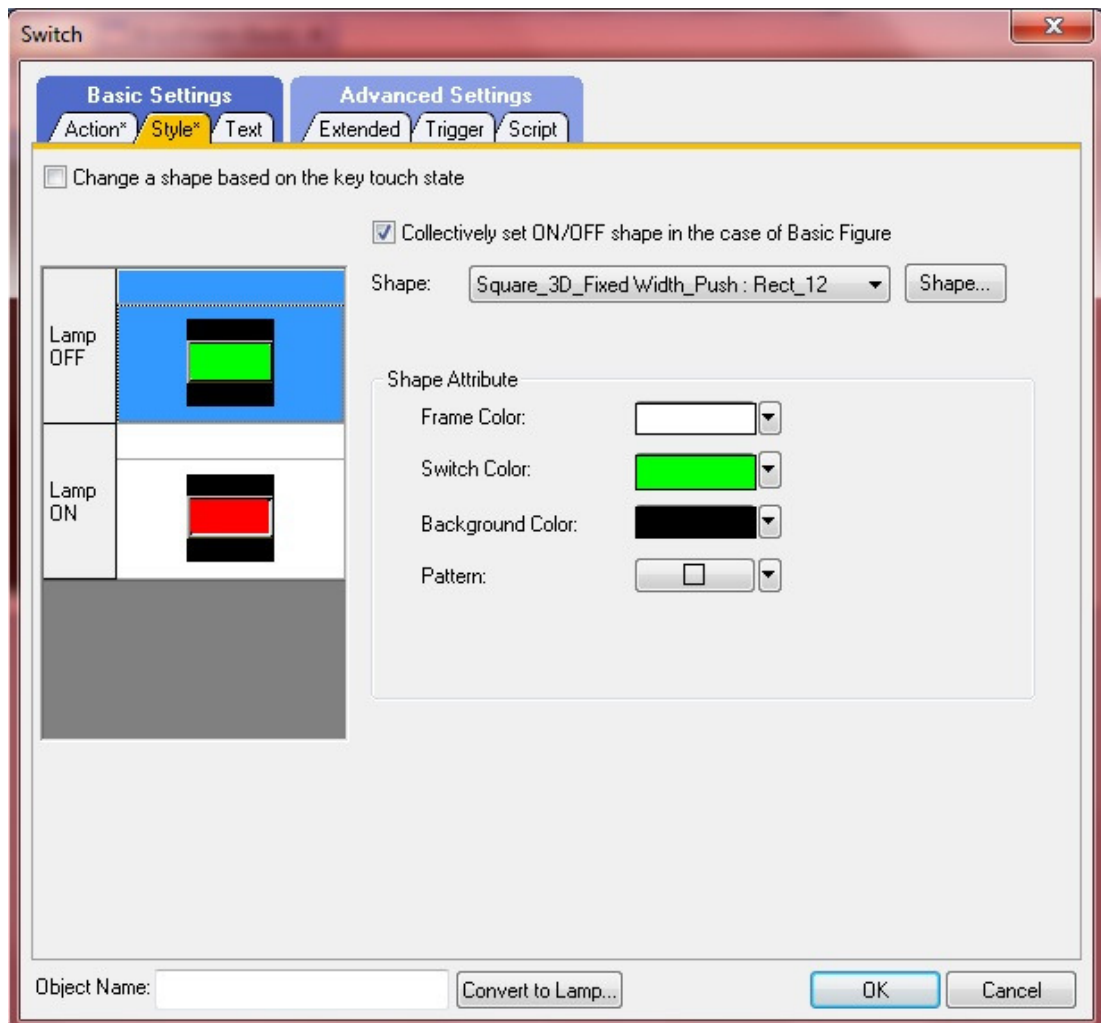 Switch
Basic Settings
Advanced Settings
Action*
Style*
Text
Extended
Trigger
Script
Change a shape based on the key touch state
Collectively set ON/OFF shape in the case of Basic Figure
Shape:
Square_3D_Fixed Width_Push : Rect_12
Shape...
Lamp
OFF
Lamp
ON
Shape Attribute
Frame Color:
Switch Color:
Background Color:
Pattern:
Object Name:
Convert to Lamp...
OK
Cancel